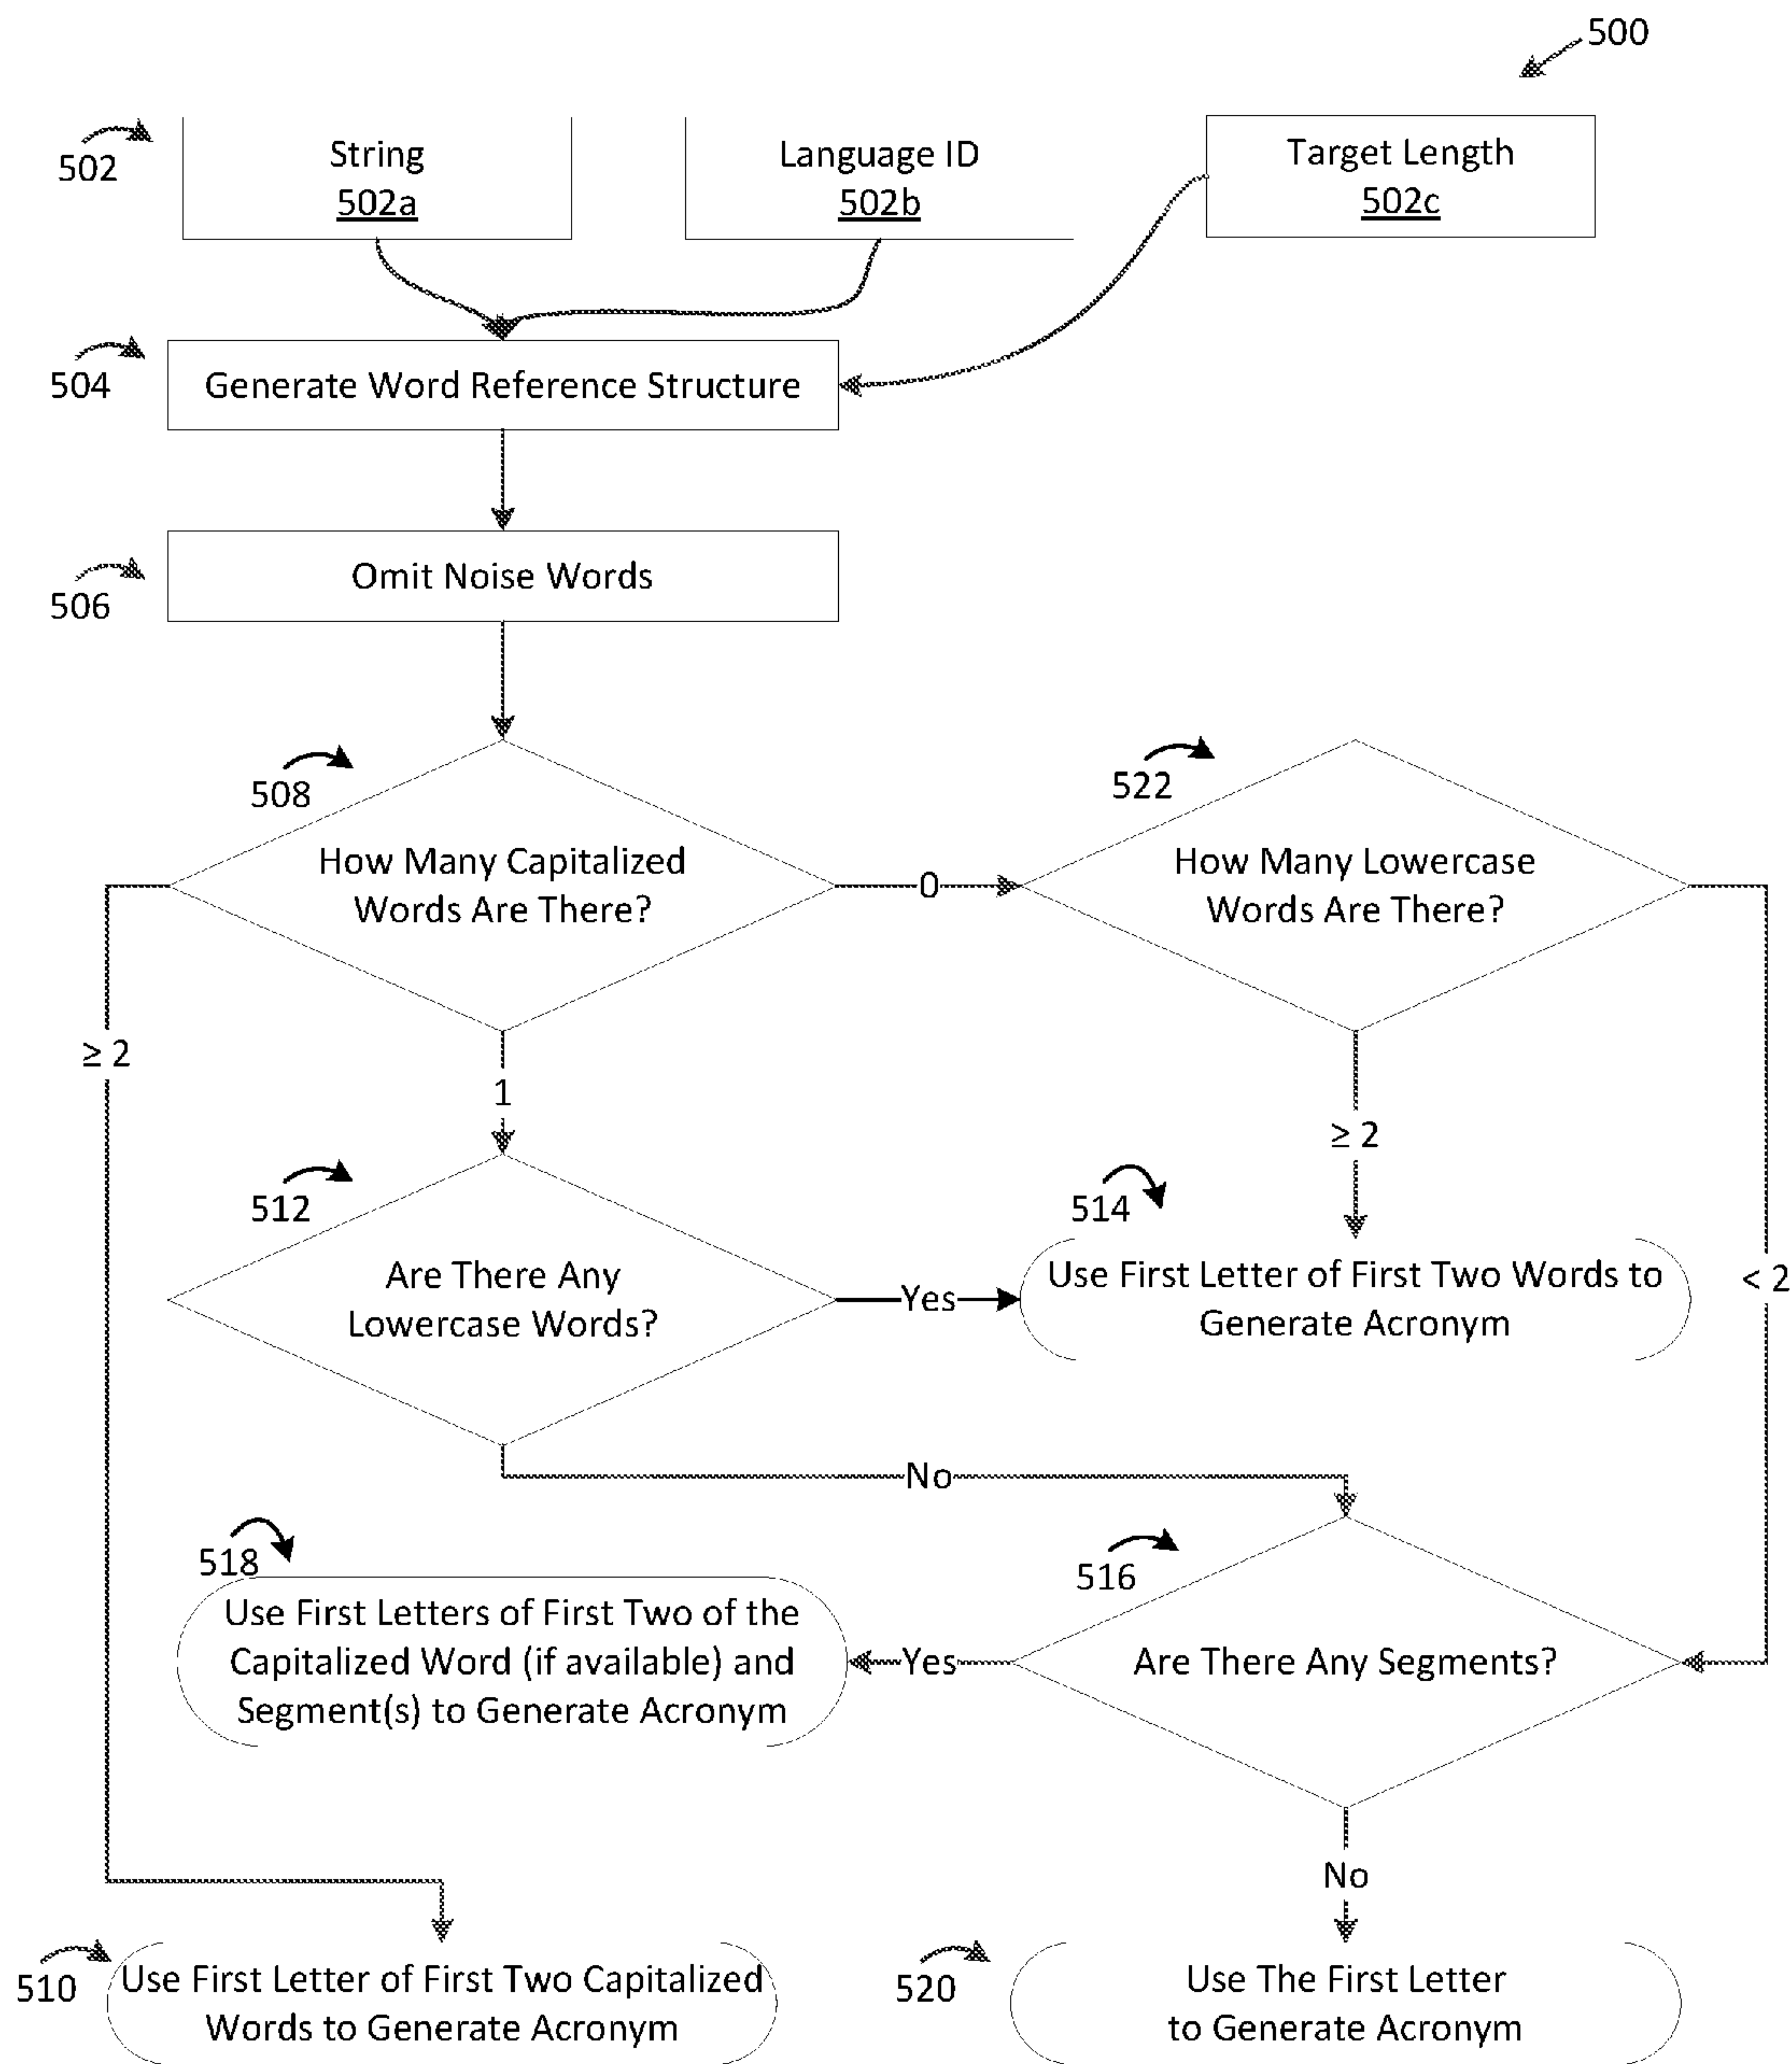 500
502
String
502a
Language ID
502b
Target Length
502c
504
Generate Word Reference Structure
506
Omit Noise Words
508
How Many Capitalized
Words Are There?
0
522
How Many Lowercase
Words Are There?
≥ 2
1
≥ 2
< 2
512
Are There Any
Lowercase Words?
Yes
514
Use First Letter of First Two Words to
Generate Acronym
No
518
Use First Letters of First Two of the
Capitalized Word (if available) and
Segment(s) to Generate Acronym
Yes
516
Are There Any Segments?
No
510
Use First Letter of First Two Capitalized
Words to Generate Acronym
520
Use The First Letter
to Generate Acronym